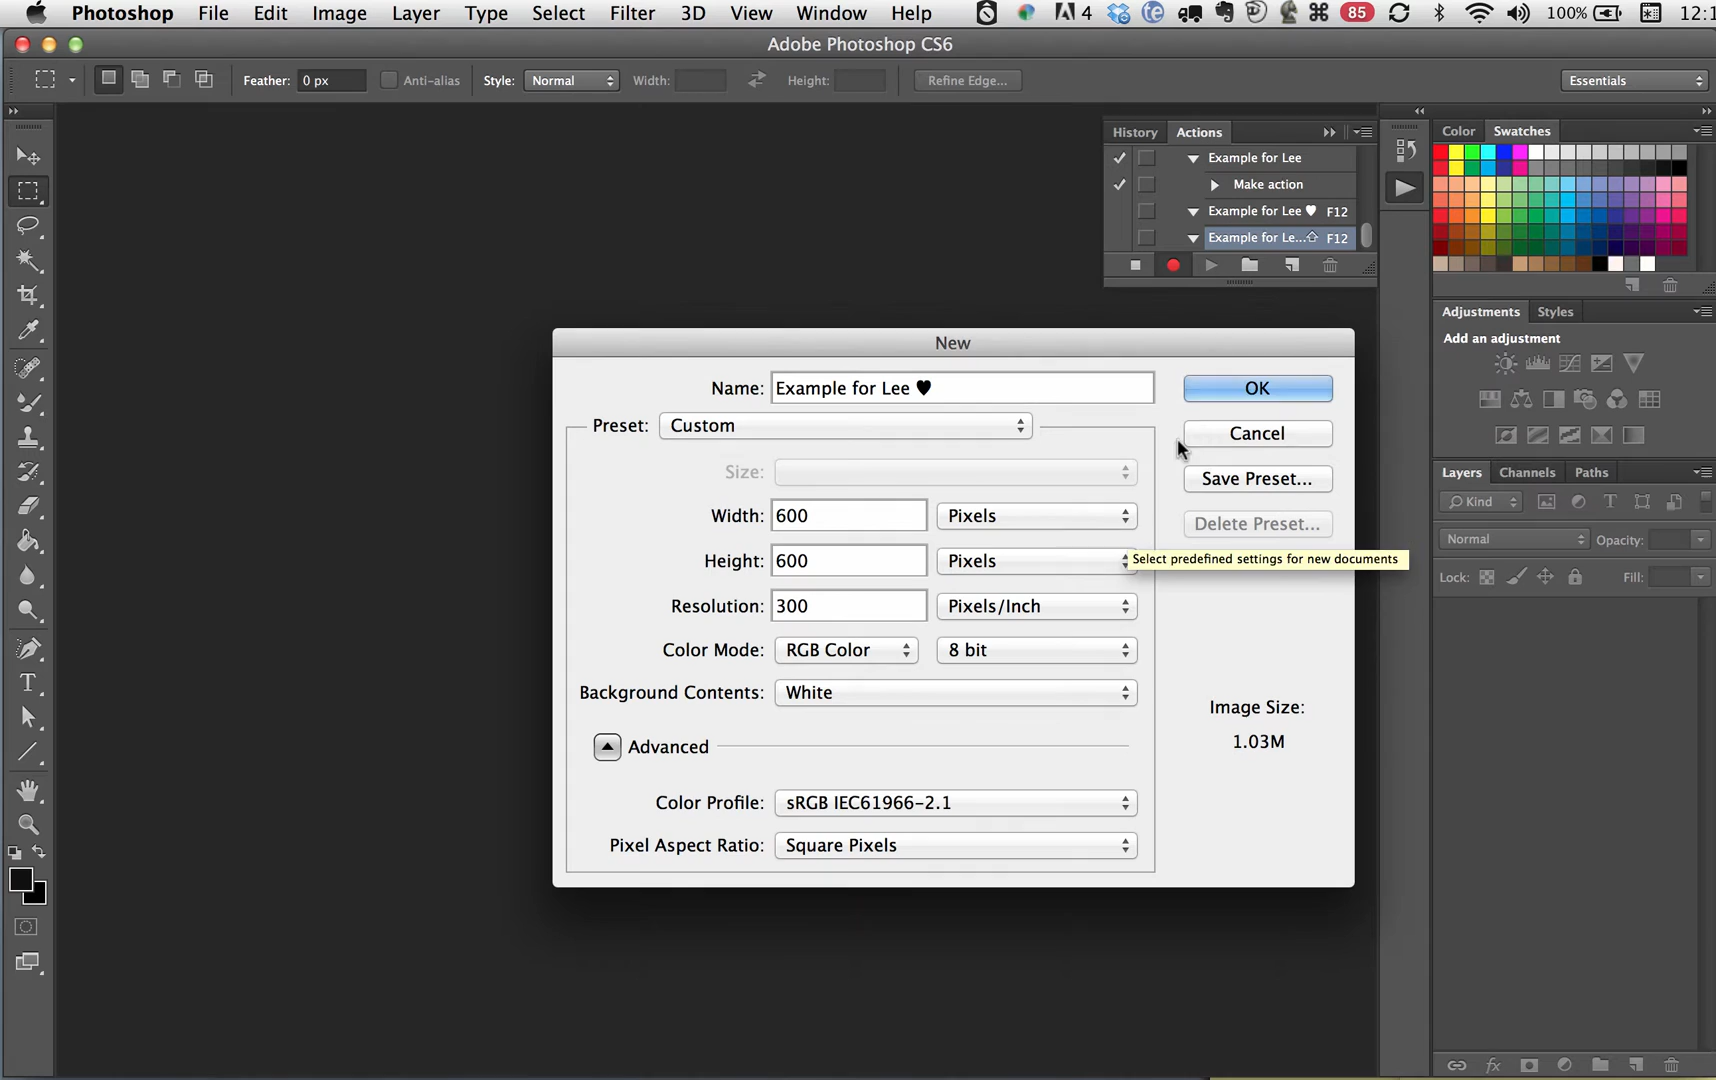 Photoshop File Edit Image Layer Type Select Filter 3D View Window Help 4 85 100% 12:1
Adobe Photoshop CS6
Feather: 0 px Anti-alias Style: Normal Width: Height: Refine Edge... Essentials
History Actions
Example for Lee
Make action
Example for Lee ♥ F12
Example for Le... F12
Color Swatches
Adjustments Styles
Add an adjustment
Layers Channels Paths
Kind
Normal Opacity:
Lock: Fill:
New
Name: Example for Lee ♥
OK
Preset: Custom
Cancel
Size:
Save Preset...
Width: 600 Pixels
Delete Preset...
Height: 600 Pixels
Select predefined settings for new documents
Resolution: 300 Pixels/Inch
Color Mode: RGB Color 8 bit
Background Contents: White
Image Size:
1.03M
Advanced
Color Profile: sRGB IEC61966-2.1
Pixel Aspect Ratio: Square Pixels